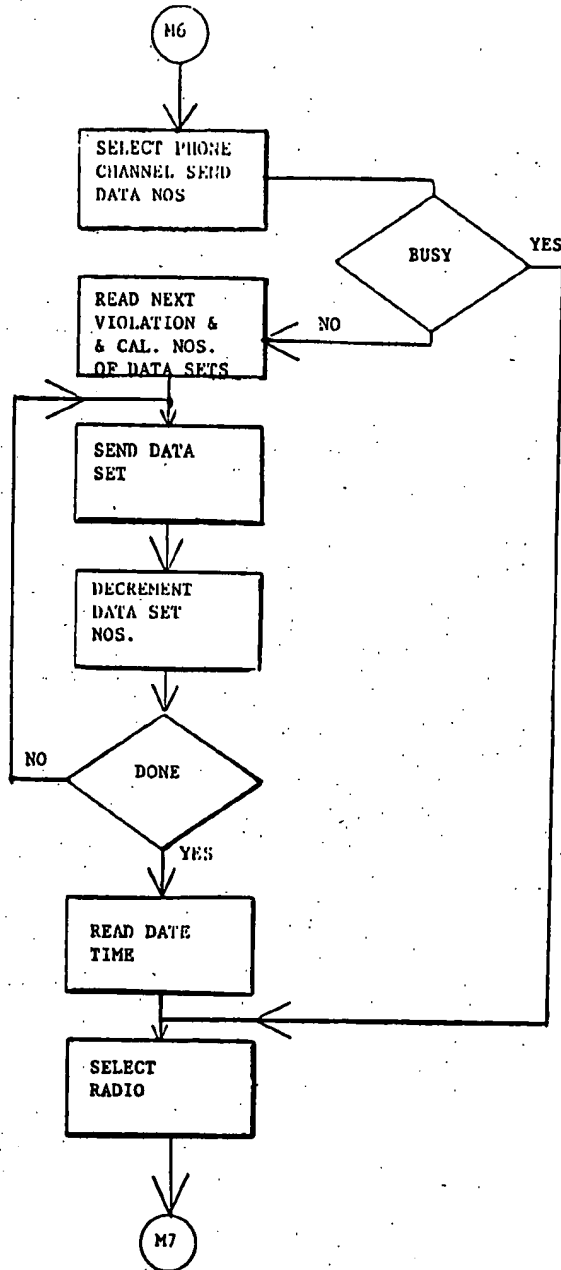 M6
SELECT PHONE
CHANNEL SEND
DATA NOS
BUSY
YES
READ NEXT
VIOLATION &
& CAL. NOS.
OF DATA SETS
NO
SEND DATA
SET
DECREMENT
DATA SET
NOS.
NO
DONE
YES
READ DATE
TIME
SELECT
RADIO
M7